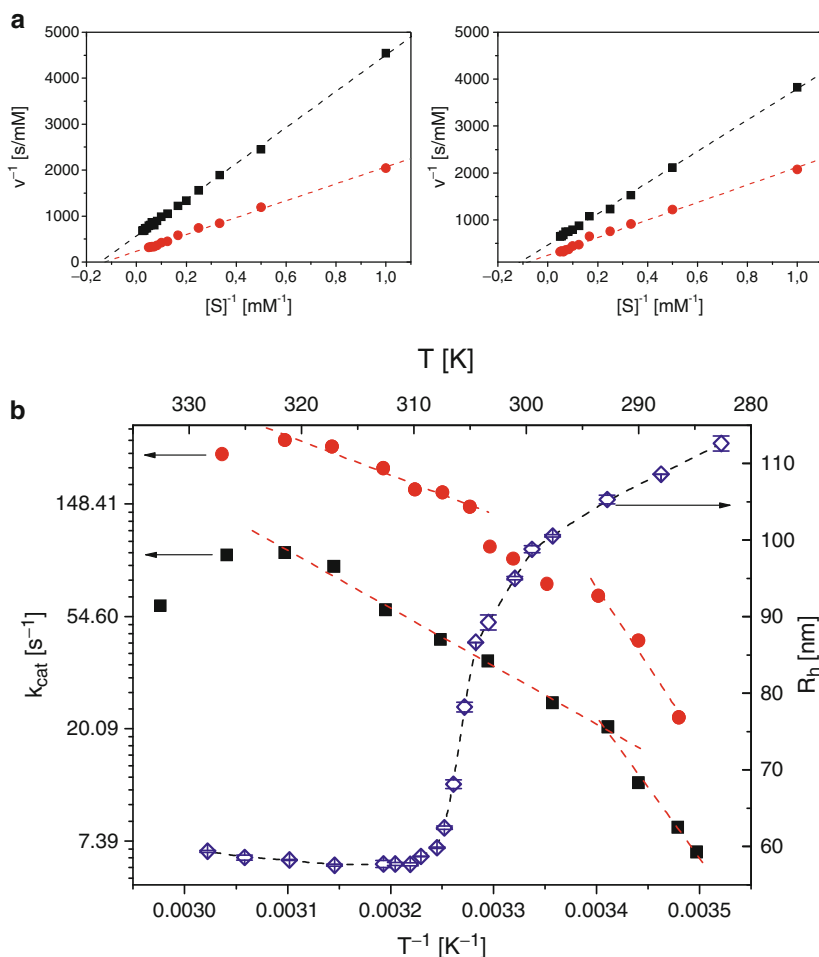 a
5000
4000
3000
2000
1000
0
v⁻¹ [s/mM]
−0,2 0,0 0,2 0,4 0,6 0,8 1,0
[S]⁻¹ [mM⁻¹]
5000
4000
3000
2000
1000
0
v⁻¹ [s/mM]
−0,2 0,0 0,2 0,4 0,6 0,8 1,0
[S]⁻¹ [mM⁻¹]
T [K]
b
330 320 310 300 290 280
148.41
54.60
20.09
7.39
k_cat [s⁻¹]
110
100
90
80
70
60
R_h [nm]
0.0030 0.0031 0.0032 0.0033 0.0034 0.0035
T⁻¹ [K⁻¹]